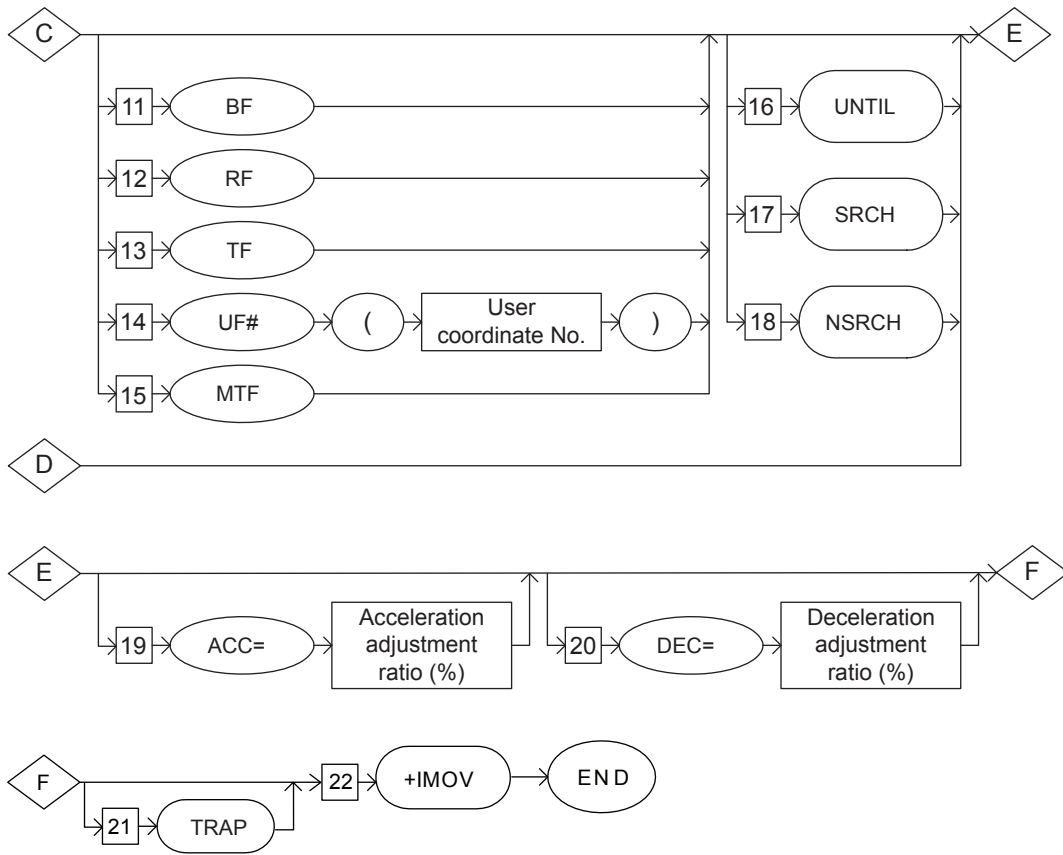 C
E
11
BF
16
UNTIL
12
RF
17
SRCH
13
TF
14
UF#
(
User
coordinate No.
)
18
NSRCH
15
MTF
D
E
F
19
ACC=
Acceleration
adjustment
ratio (%)
20
DEC=
Deceleration
adjustment
ratio (%)
F
22
+IMOV
END
21
TRAP